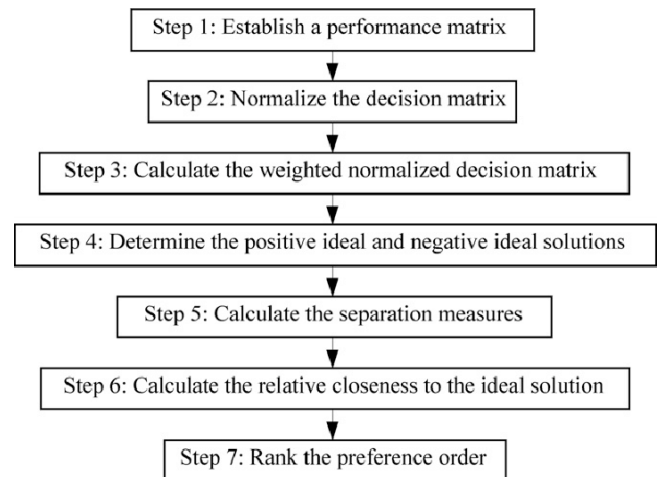 Step 1: Establish a performance matrix
Step 2: Normalize the decision matrix
Step 3: Calculate the weighted normalized decision matrix
Step 4: Determine the positive ideal and negative ideal solutions
Step 5: Calculate the separation measures
Step 6: Calculate the relative closeness to the ideal solution
Step 7: Rank the preference order